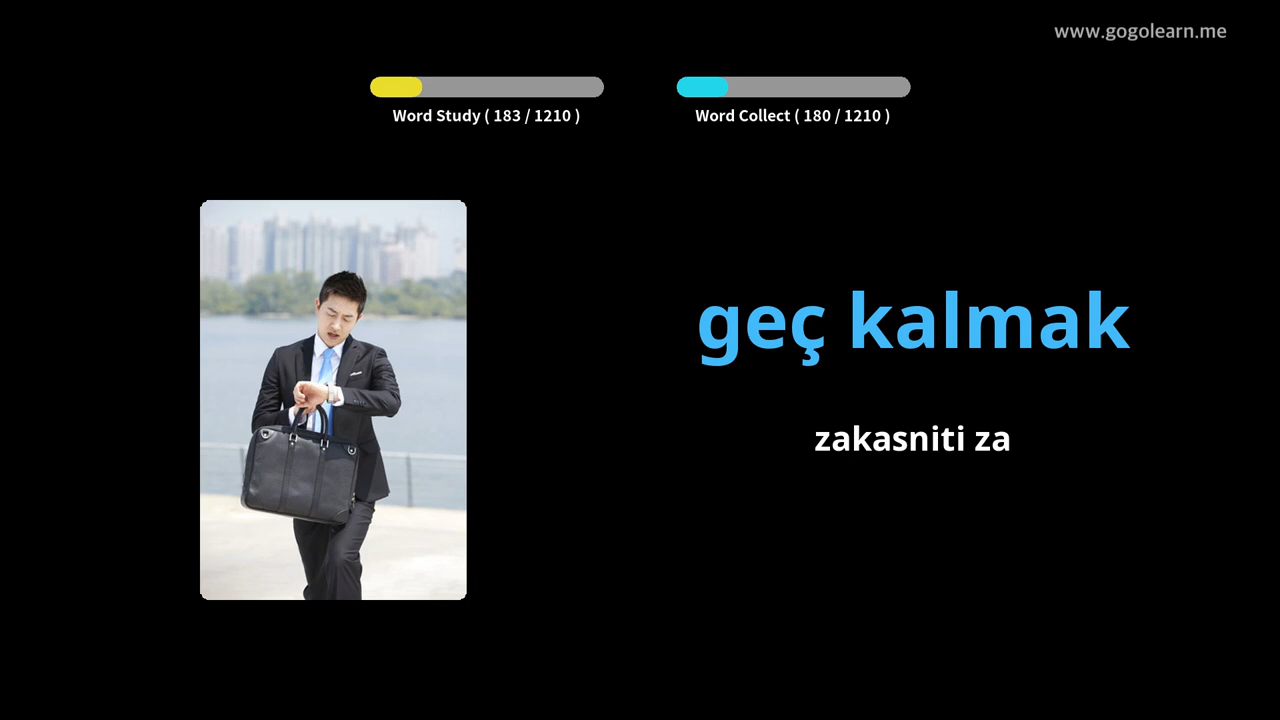 www.gogolearn.me
Word Study ( 183 / 1210 )
Word Collect ( 180 / 1210 )
geç kalmak
zakasniti za